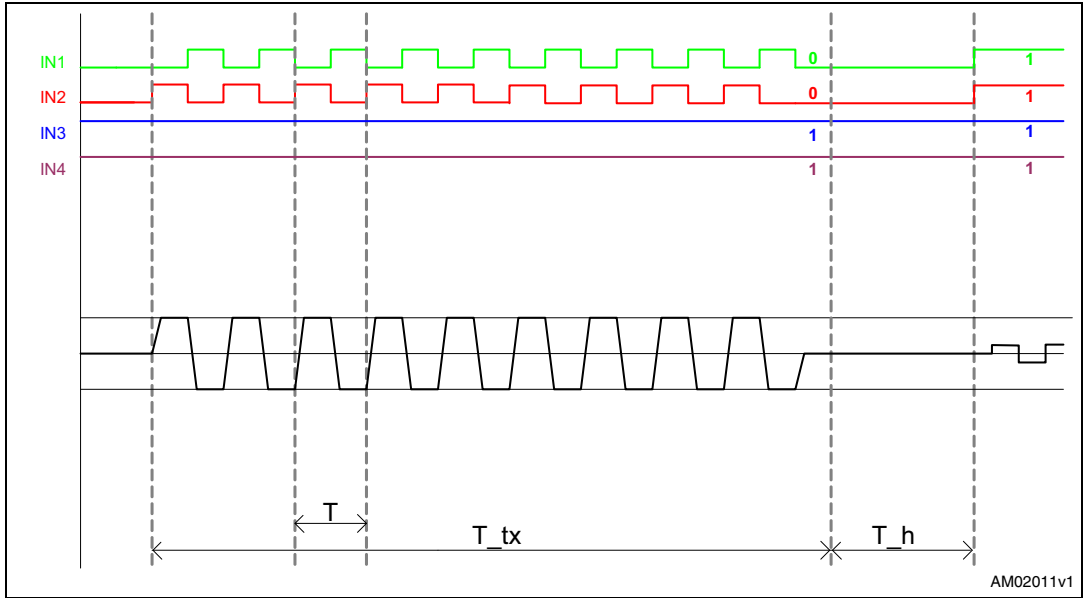 IN1 0 1
IN2 0 1
IN3 1 1
IN4 1 1
T
T_tx T_h
AM02011v1